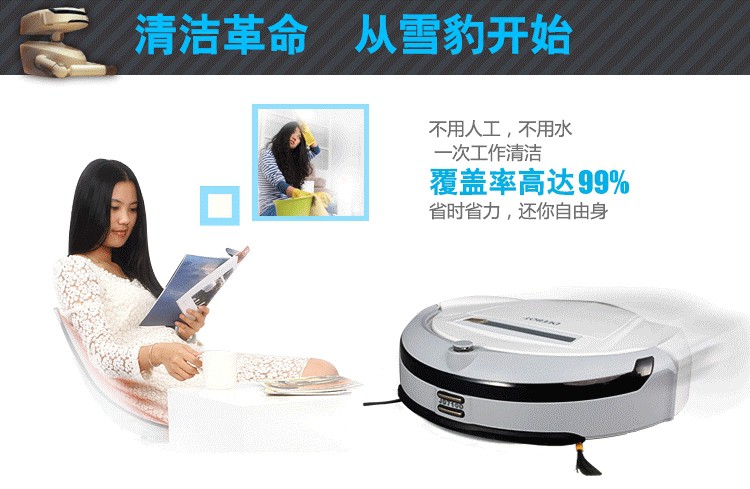 清洁革命 从雪豹开始
不用人工，不用水
一次工作清洁
覆盖率高达99%
省时省力，还你自由身